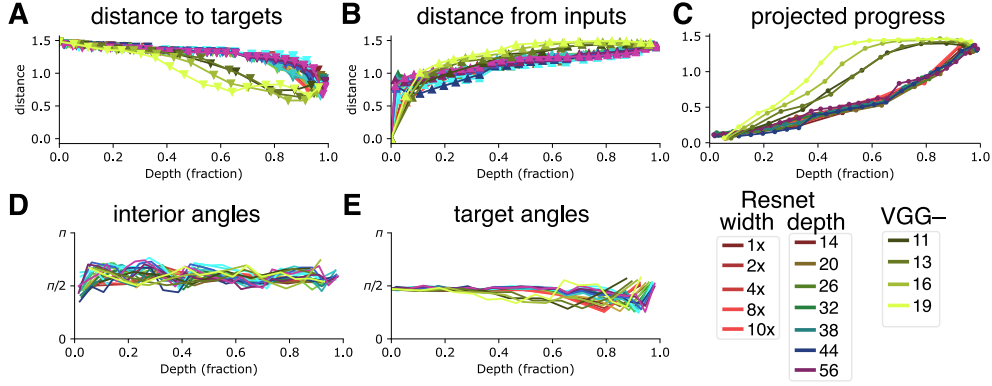 A distance to targets
1.5
1.0
0.5
0.0
distance
0.0 0.2 0.4 0.6 0.8 1.0
Depth (fraction)
B distance from inputs
1.5
1.0
0.5
0.0
distance
0.0 0.2 0.4 0.6 0.8 1.0
Depth (fraction)
C projected progress
1.5
1.0
0.5
0.0
0.0 0.2 0.4 0.6 0.8 1.0
Depth (fraction)
D interior angles
π
π/2
0
0.0 0.2 0.4 0.6 0.8 1.0
Depth (fraction)
E target angles
π
π/2
0
0.0 0.2 0.4 0.6 0.8 1.0
Depth (fraction)
Resnet
width
1x
2x
4x
8x
10x
depth
14
20
26
32
38
44
56
VGG−
11
13
16
19